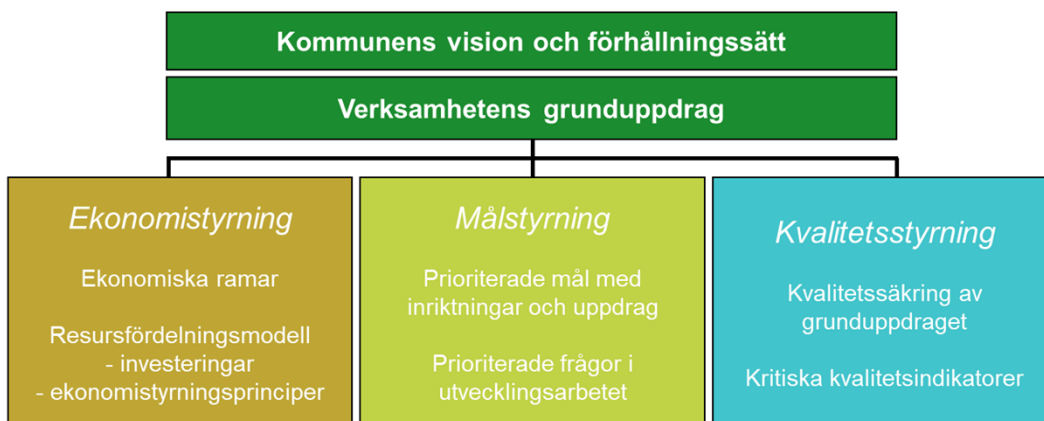 Kommunens vision och förhållningssätt
Verksamhetens grunduppdrag
Ekonomistyrning
Ekonomiska ramar
Resursfördelningsmodell
- investeringar
- ekonomistyrningsprinciper
Målstyrning
Prioriterade mål med
inriktningar och uppdrag
Prioriterade frågor i
utvecklingsarbetet
Kvalitetsstyrning
Kvalitetssäkring av
grunduppdraget
Kritiska kvalitetsindikatorer